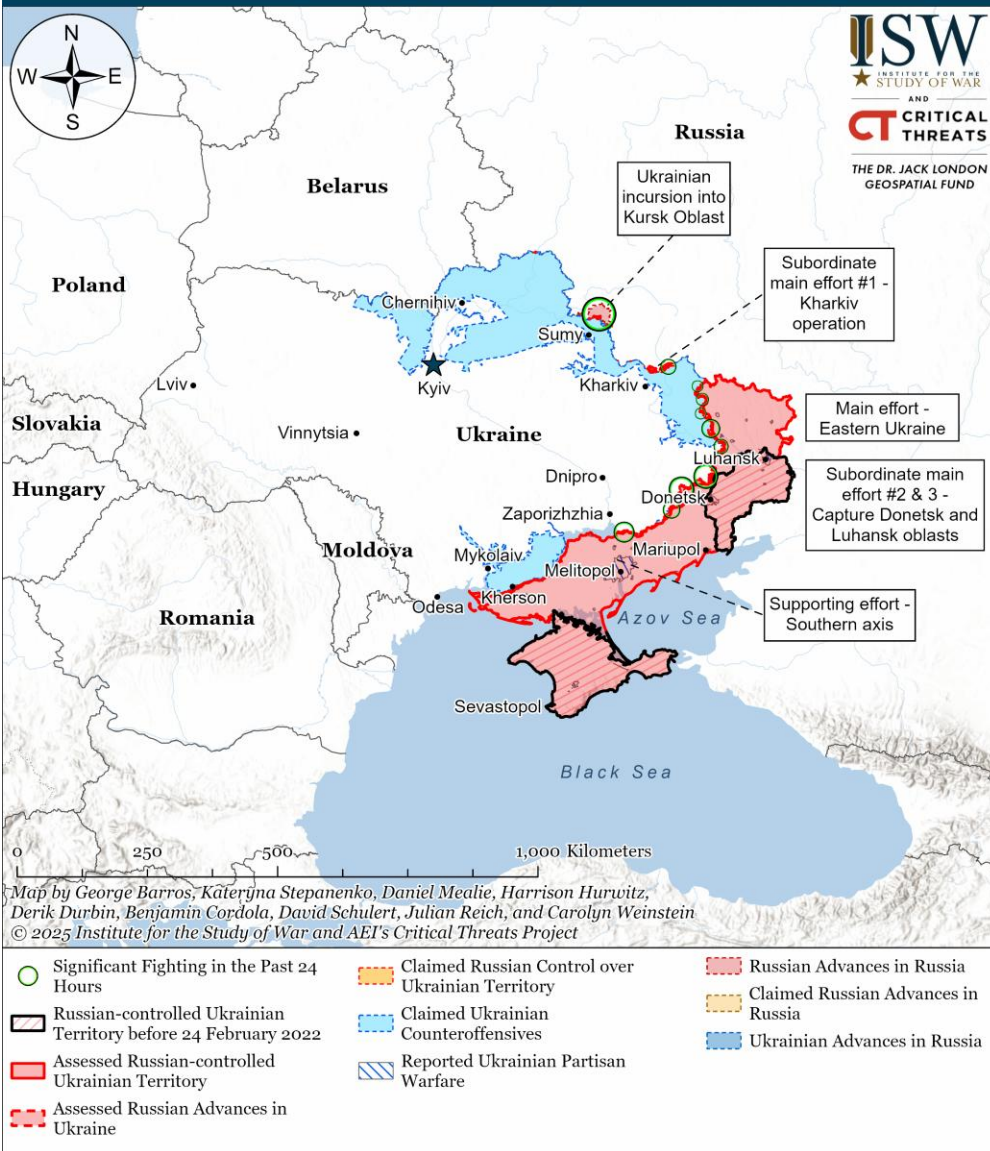 N
W E
S
ISW
INSTITUTE FOR THE
STUDY OF WAR
AND
CT CRITICAL
THREATS
THE DR. JACK LONDON
GEOSPATIAL FUND
Russia
Ukrainian
incursion into
Kursk Oblast
Belarus
Subordinate
main effort #1 -
Kharkiv
operation
Poland
Chernihiv
Sumy
Kyiv
Lviv
Kharkiv
Slovakia
Main effort -
Eastern Ukraine
Vinnytsia
Ukraine
Luhansk
Hungary
Dnipro
Subordinate main
effort #2 & 3 -
Capture Donetsk and
Luhansk oblasts
Donetsk
Zaporizhzhia
Moldova
Mykolaiv
Mariupol
Melitopol
Odesa
Kherson
Romania
Azov Sea
Supporting effort -
Southern axis
Sevastopol
Black Sea
0 250 500 1,000 Kilometers
Map by George Barros, Kateryna Stepanenko, Daniel Mealie, Harrison Hurwitz,
Derik Durbin, Benjamin Cordola, David Schulert, Julian Reich, and Carolyn Weinstein
© 2025 Institute for the Study of War and AEI's Critical Threats Project
Significant Fighting in the Past 24
Hours
Russian-controlled Ukrainian
Territory before 24 February 2022
Assessed Russian-controlled
Ukrainian Territory
Assessed Russian Advances in
Ukraine
Claimed Russian Control over
Ukrainian Territory
Claimed Ukrainian
Counteroffensives
Reported Ukrainian Partisan
Warfare
Russian Advances in Russia
Claimed Russian Advances in
Russia
Ukrainian Advances in Russia